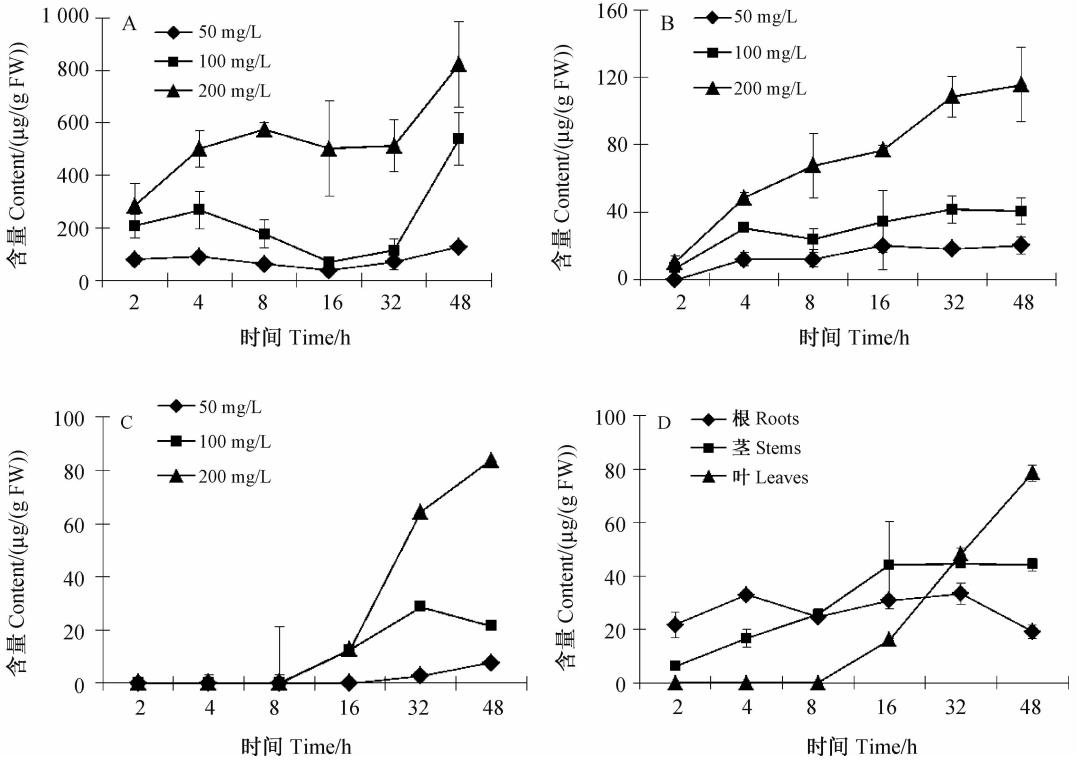 A
50 mg/L
100 mg/L
200 mg/L
1 000
800
600
400
200
0
含量 Content/(μg/(g FW))
2 4 8 16 32 48
时间 Time/h
B
50 mg/L
100 mg/L
200 mg/L
160
120
80
40
0
含量 Content/(μg/(g FW))
2 4 8 16 32 48
时间 Time/h
C
50 mg/L
100 mg/L
200 mg/L
100
80
60
40
20
0
含量 Content/(μg/(g FW))
2 4 8 16 32 48
时间 Time/h
D
根 Roots
茎 Stems
叶 Leaves
100
80
60
40
20
0
含量 Content/(μg/(g FW))
2 4 8 16 32 48
时间 Time/h